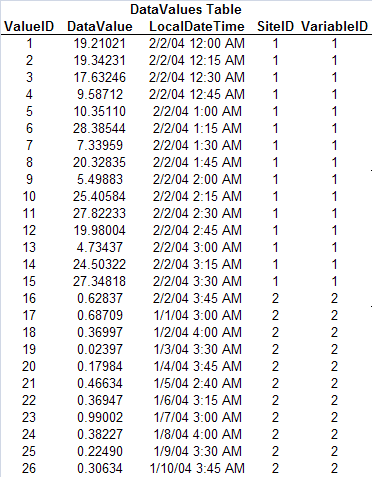 DataValues Table
ValueID DataValue LocalDateTime SiteID VariableID
1 19.21021 2/2/04 12:00 AM 1 1
2 19.34231 2/2/04 12:15 AM 1 1
3 17.63246 2/2/04 12:30 AM 1 1
4 9.58712 2/2/04 12:45 AM 1 1
5 10.35110 2/2/04 1:00 AM 1 1
6 28.38544 2/2/04 1:15 AM 1 1
7 7.33959 2/2/04 1:30 AM 1 1
8 20.32835 2/2/04 1:45 AM 1 1
9 5.49883 2/2/04 2:00 AM 1 1
10 25.40584 2/2/04 2:15 AM 1 1
11 27.82233 2/2/04 2:30 AM 1 1
12 19.98004 2/2/04 2:45 AM 1 1
13 4.73437 2/2/04 3:00 AM 1 1
14 24.50322 2/2/04 3:15 AM 1 1
15 27.34818 2/2/04 3:30 AM 1 1
16 0.62837 2/2/04 3:45 AM 2 2
17 0.68709 1/1/04 3:00 AM 2 2
18 0.36997 1/2/04 4:00 AM 2 2
19 0.02397 1/3/04 3:30 AM 2 2
20 0.17984 1/4/04 3:45 AM 2 2
21 0.46634 1/5/04 2:40 AM 2 2
22 0.36947 1/6/04 3:15 AM 2 2
23 0.99002 1/7/04 3:00 AM 2 2
24 0.38227 1/8/04 4:00 AM 2 2
25 0.22490 1/9/04 3:30 AM 2 2
26 0.30634 1/10/04 3:45 AM 2 2